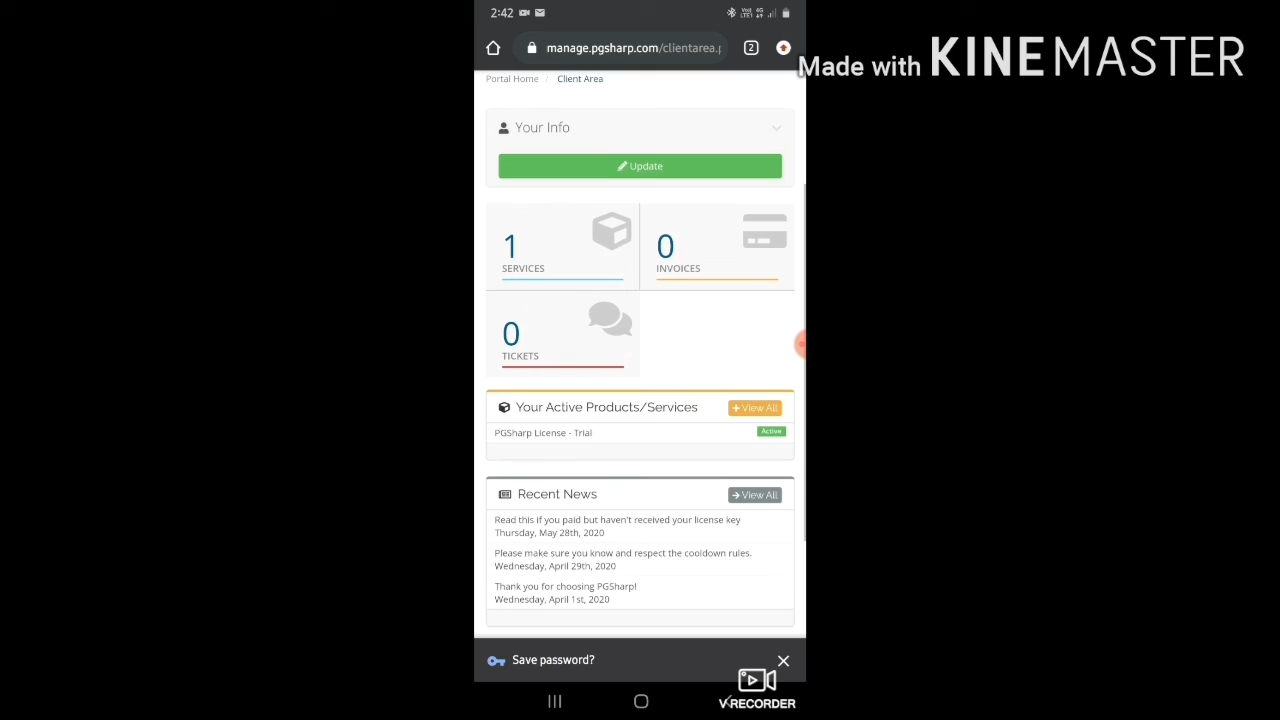 2:42
Made with KINEMASTER
manage.pgsharp.com/clientarea.p
2
Portal Home / Client Area
Your Info
Update
1
SERVICES
0
INVOICES
0
TICKETS
Your Active Products/Services
View All
PGSharp License - Trial
Active
Recent News
View All
Read this if you paid but haven't received your license key
Thursday, May 28th, 2020
Please make sure you know and respect the cooldown rules.
Wednesday, April 29th, 2020
Thank you for choosing PGSharp!
Wednesday, April 1st, 2020
Save password?
VRECORDER